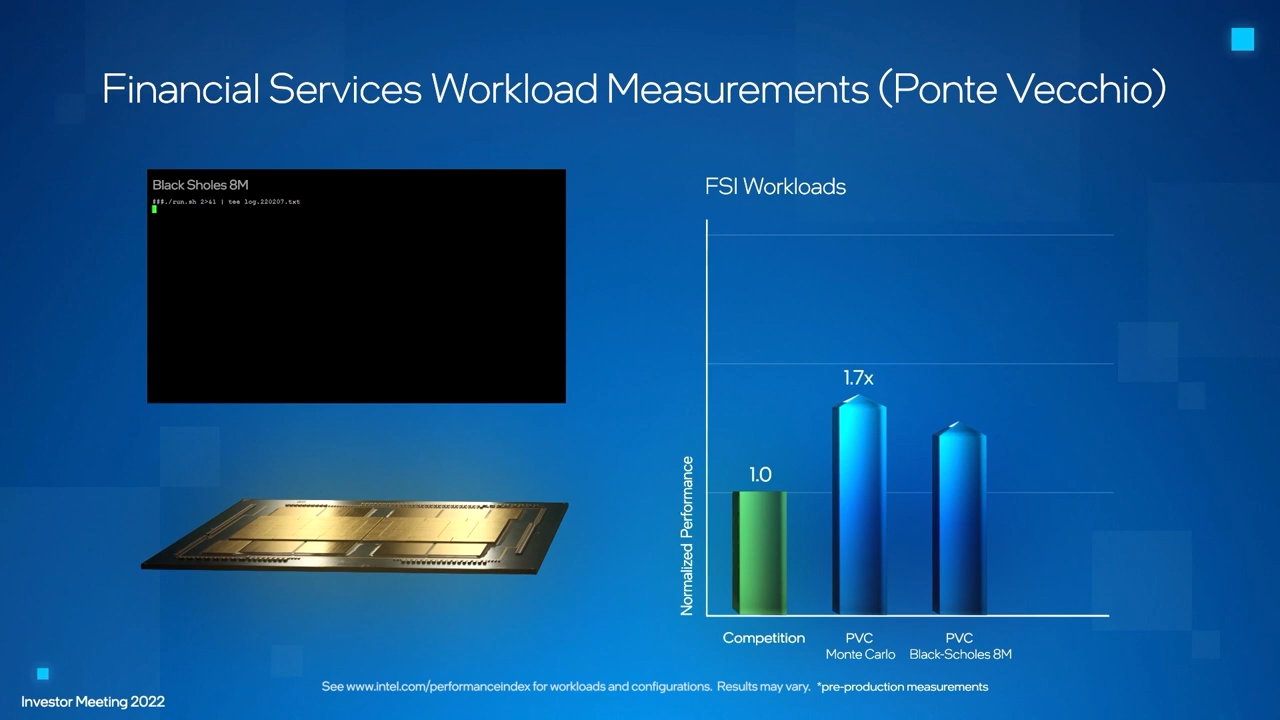 Financial Services Workload Measurements (Ponte Vecchio)
Black Sholes 8M
$$$./run.sh 2>&1 | tee log.220207.txt
FSI Workloads
1.7x
1.0
Normalized Performance
Competition
PVC
Monte Carlo
PVC
Black-Scholes 8M
See www.intel.com/performanceindex for workloads and configurations. Results may vary. *pre-production measurements
Investor Meeting 2022